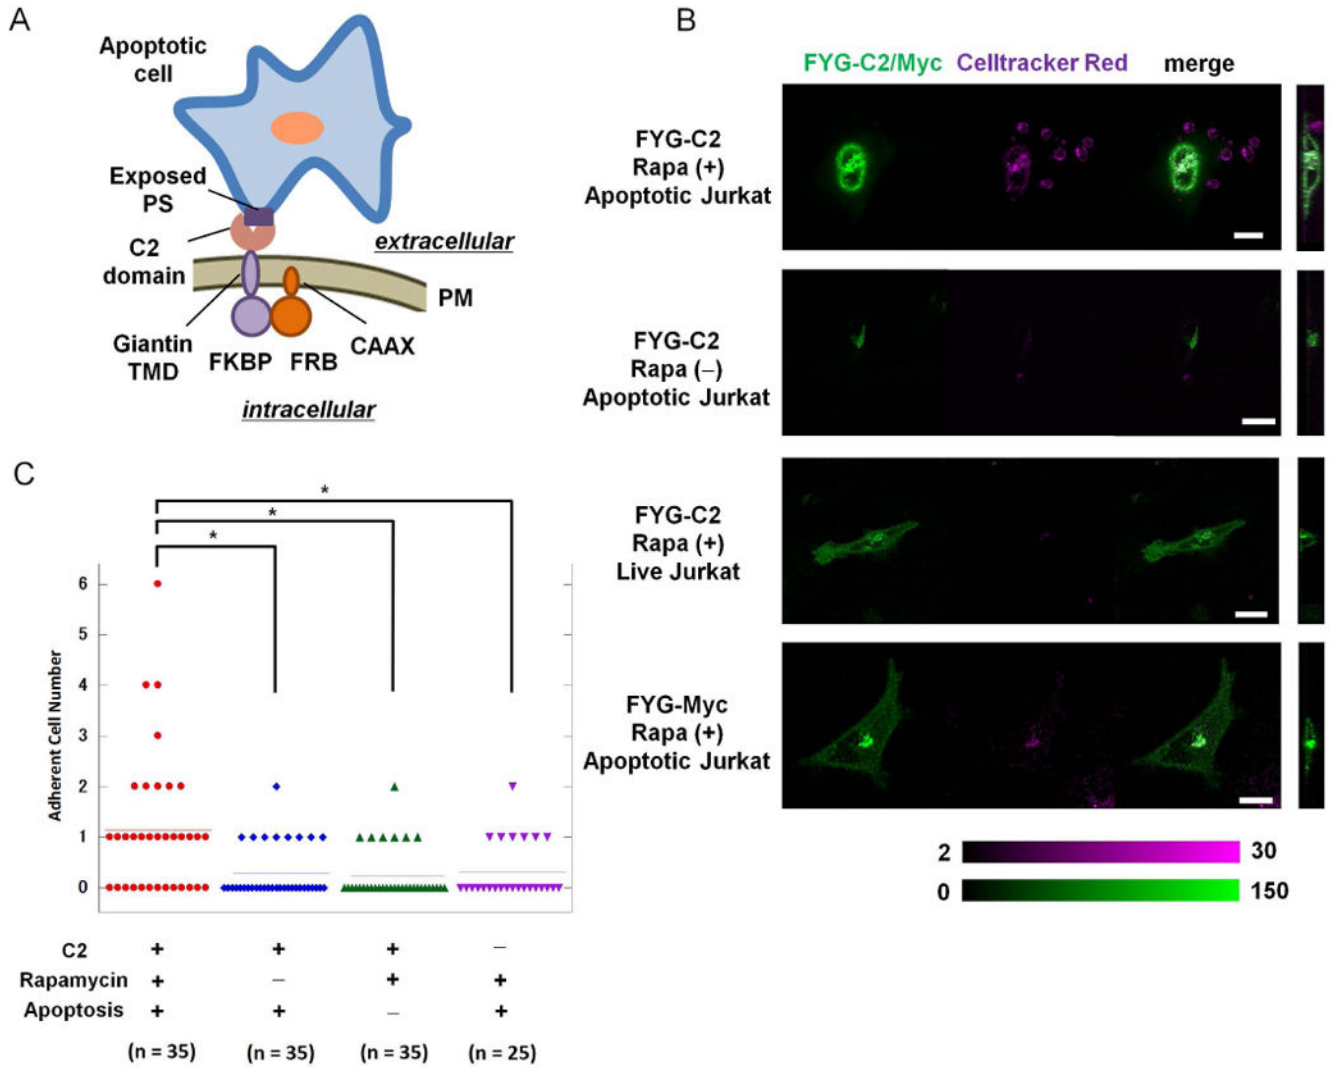 A
Apoptotic
cell
Exposed
PS
C2
domain
extracellular
PM
Giantin
TMD
FKBP
FRB
CAAX
intracellular
B
FYG-C2/Myc Celltracker Red merge
FYG-C2
Rapa (+)
Apoptotic Jurkat
FYG-C2
Rapa (–)
Apoptotic Jurkat
FYG-C2
Rapa (+)
Live Jurkat
FYG-Myc
Rapa (+)
Apoptotic Jurkat
2 30
0 150
C
*
*
*
Adherent Cell Number
6
5
4
3
2
1
0
C2 + + + –
Rapamycin + – + +
Apoptosis + + – +
(n = 35) (n = 35) (n = 35) (n = 25)